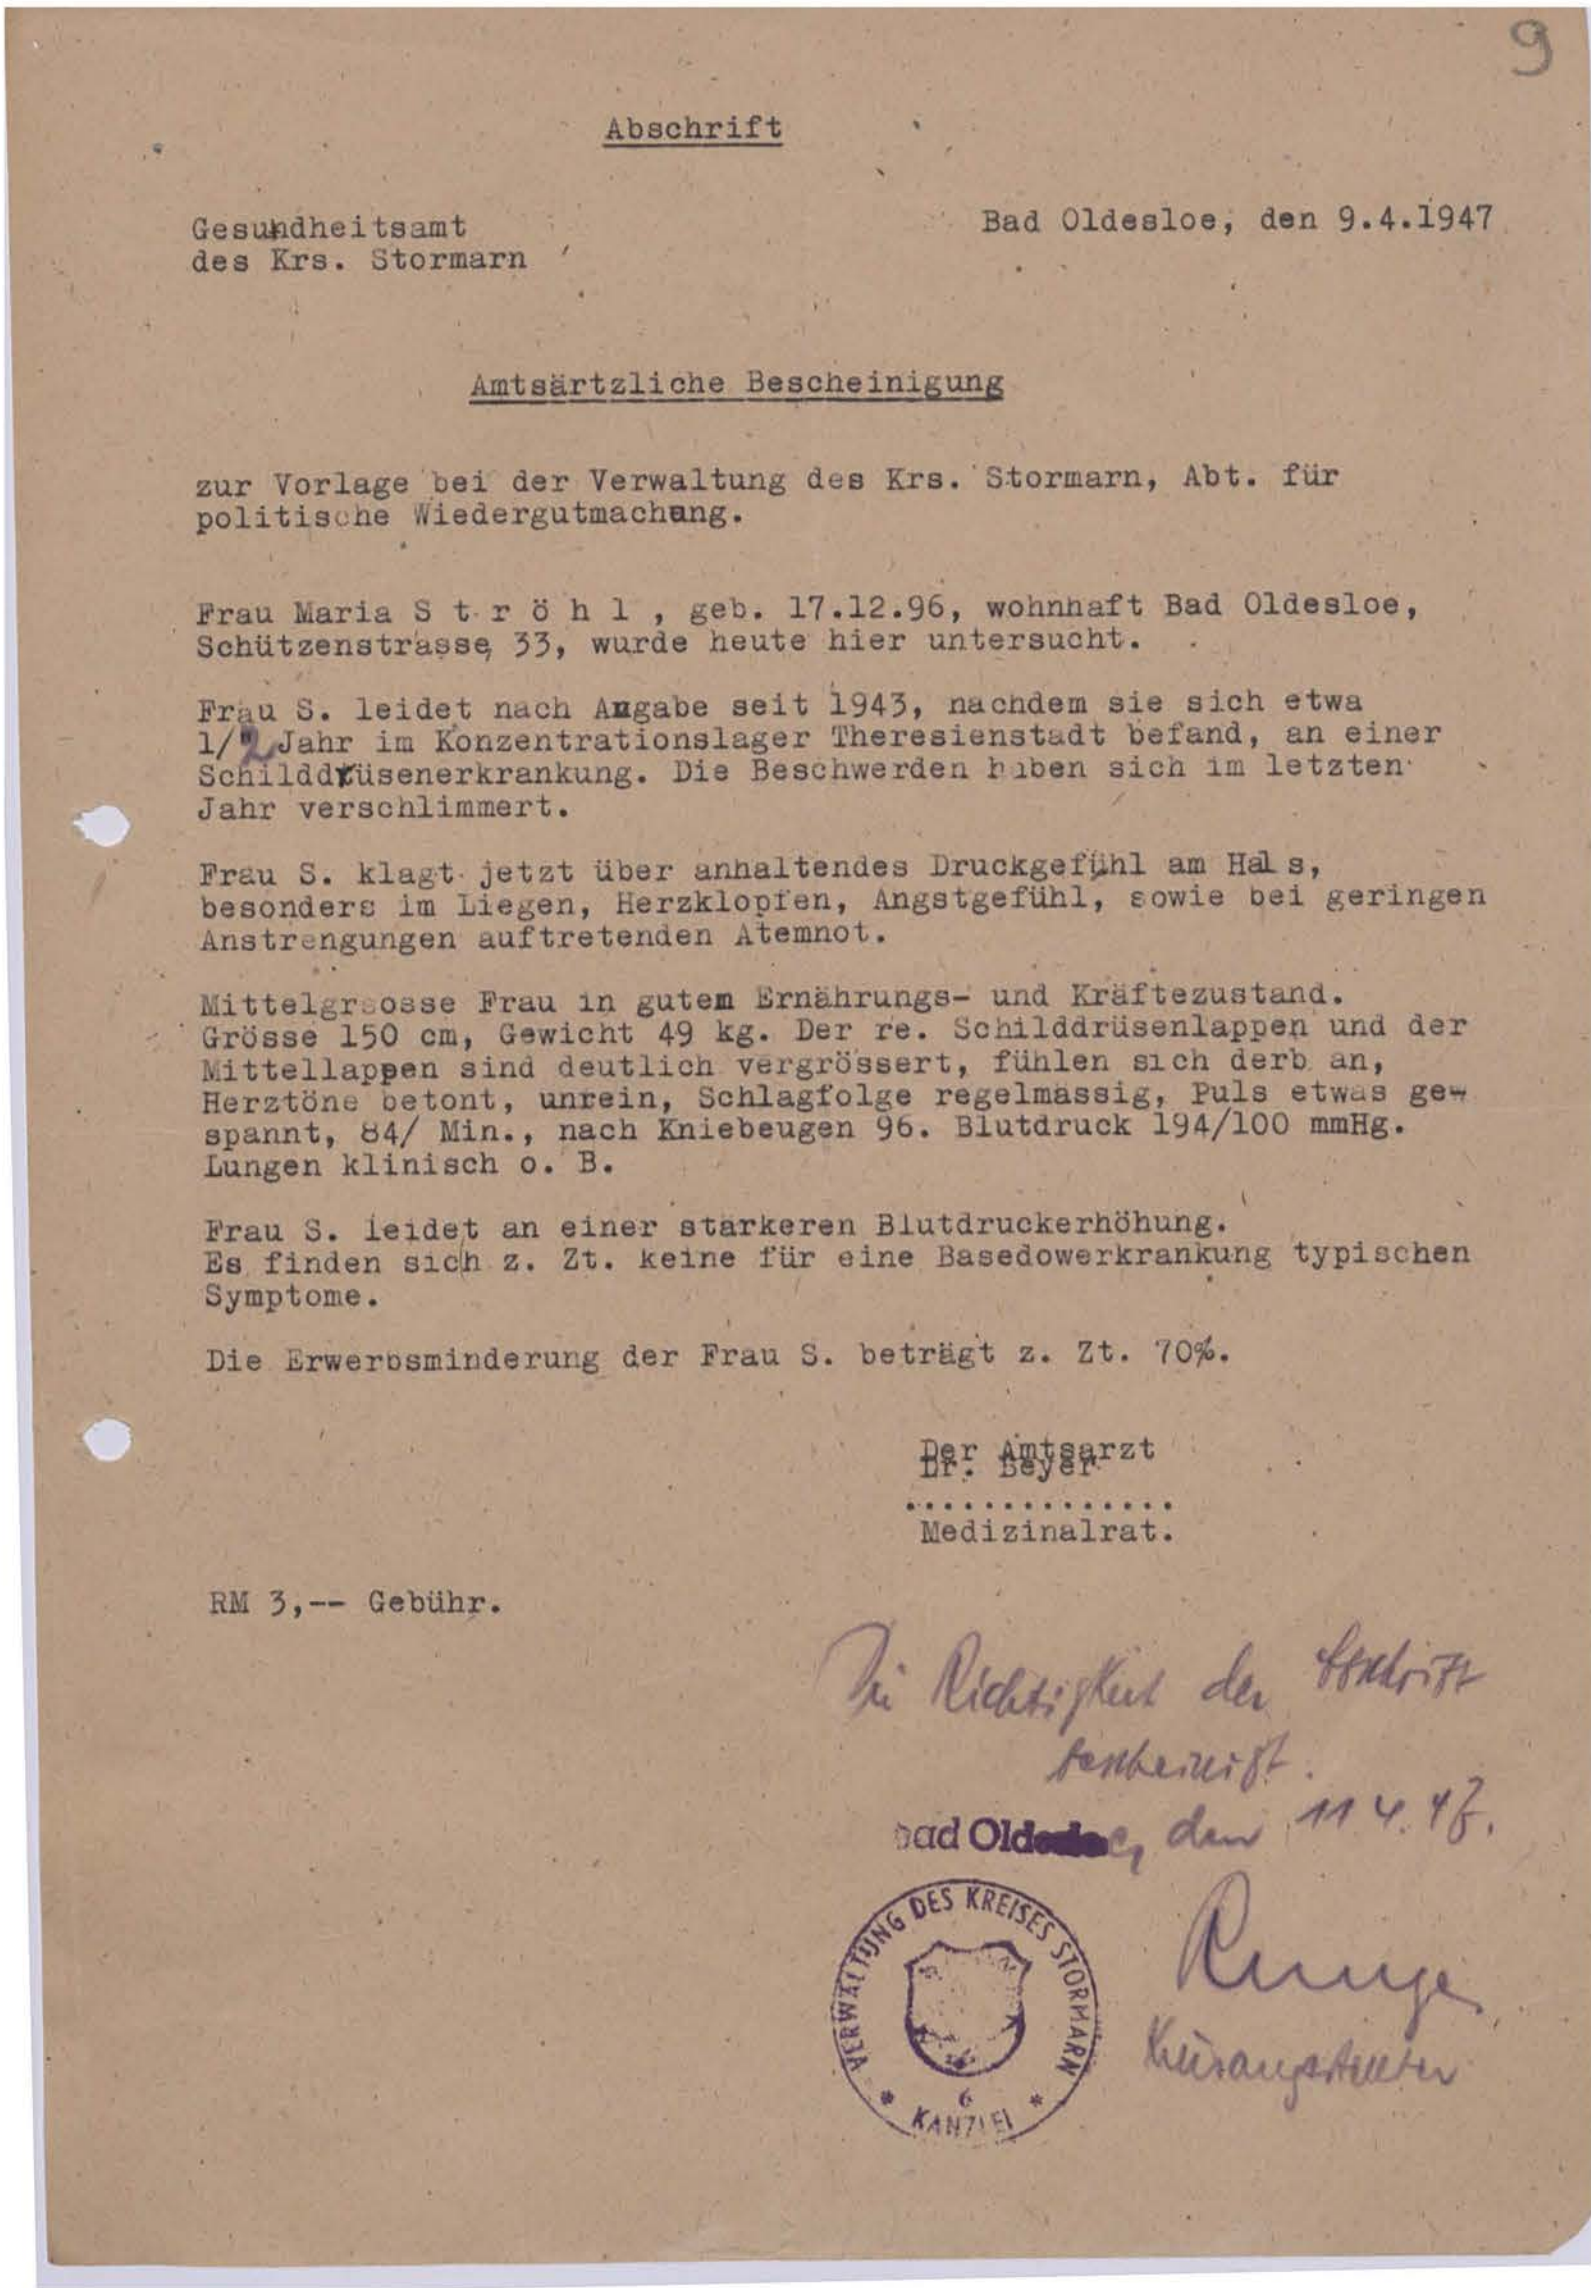 9
Abschrift
Gesundheitsamt
des Krs. Stormarn
Bad Oldesloe, den 9.4.1947
Amtsärtzliche Bescheinigung
zur Vorlage bei der Verwaltung des Krs. Stormarn, Abt. für
politische Wiedergutmachung.
Frau Maria S t r ö h l , geb. 17.12.96, wohnhaft Bad Oldesloe,
Schützenstrasse 33, wurde heute hier untersucht.
Frau S. leidet nach Angabe seit 1943, nachdem sie sich etwa
1/2 Jahr im Konzentrationslager Theresienstadt befand, an einer
Schilddrüsenerkrankung. Die Beschwerden haben sich im letzten
Jahr verschlimmert.
Frau S. klagt jetzt über anhaltendes Druckgefühl am Hals,
besonders im Liegen, Herzklopfen, Angstgefühl, sowie bei geringen
Anstrengungen auftretenden Atemnot.
Mittelgroosse Frau in gutem Ernährungs- und Kräftezustand.
Grösse 150 cm, Gewicht 49 kg. Der re. Schilddrüsenlappen und der
Mittellappen sind deutlich vergrössert, fühlen sich derb an,
Herztöne betont, unrein, Schlagfolge regelmässig, Puls etwas ge-
spannt, 84/ Min., nach Kniebeugen 96. Blutdruck 194/100 mmHg.
Lungen klinisch o. B.
Frau S. leidet an einer stärkeren Blutdruckerhöhung.
Es finden sich z. Zt. keine für eine Basedowerkrankung typischen
Symptome.
Die Erwerbsminderung der Frau S. beträgt z. Zt. 70%.
Der Amtsarzt
Dr. Beyer
..............
Medizinalrat.
RM 3,-- Gebühr.
Die Richtigkeit der Abschrift
bescheinigt.
Bad Oldesloe, den 11 4. 47.
VERWALTUNG DES KREISES STORMARN
6
* KANZLEI *
Runge
Kreisangestellter